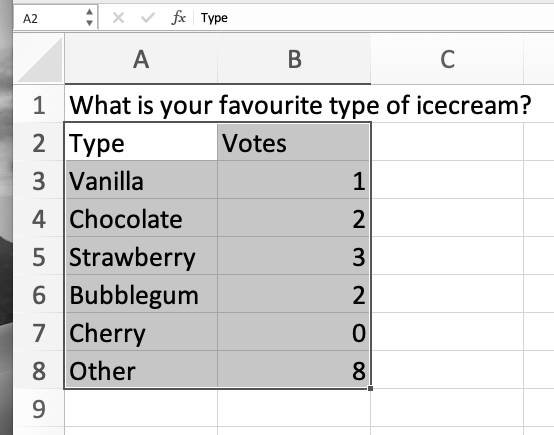 A2 fx Type
A B C
1 What is your favourite type of icecream?
2 Type Votes
3 Vanilla 1
4 Chocolate 2
5 Strawberry 3
6 Bubblegum 2
7 Cherry 0
8 Other 8
9